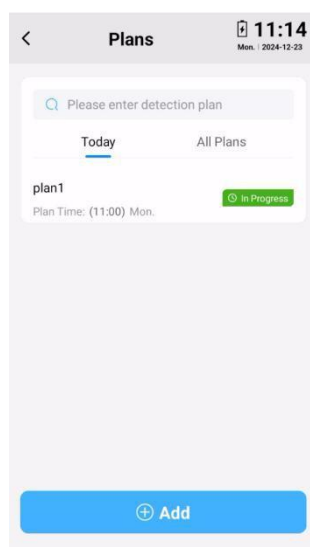 Plans
11:14
Mon. 2024-12-23
Please enter detection plan
Today
All Plans
plan1
In Progress
Plan Time: (11:00) Mon.
Add